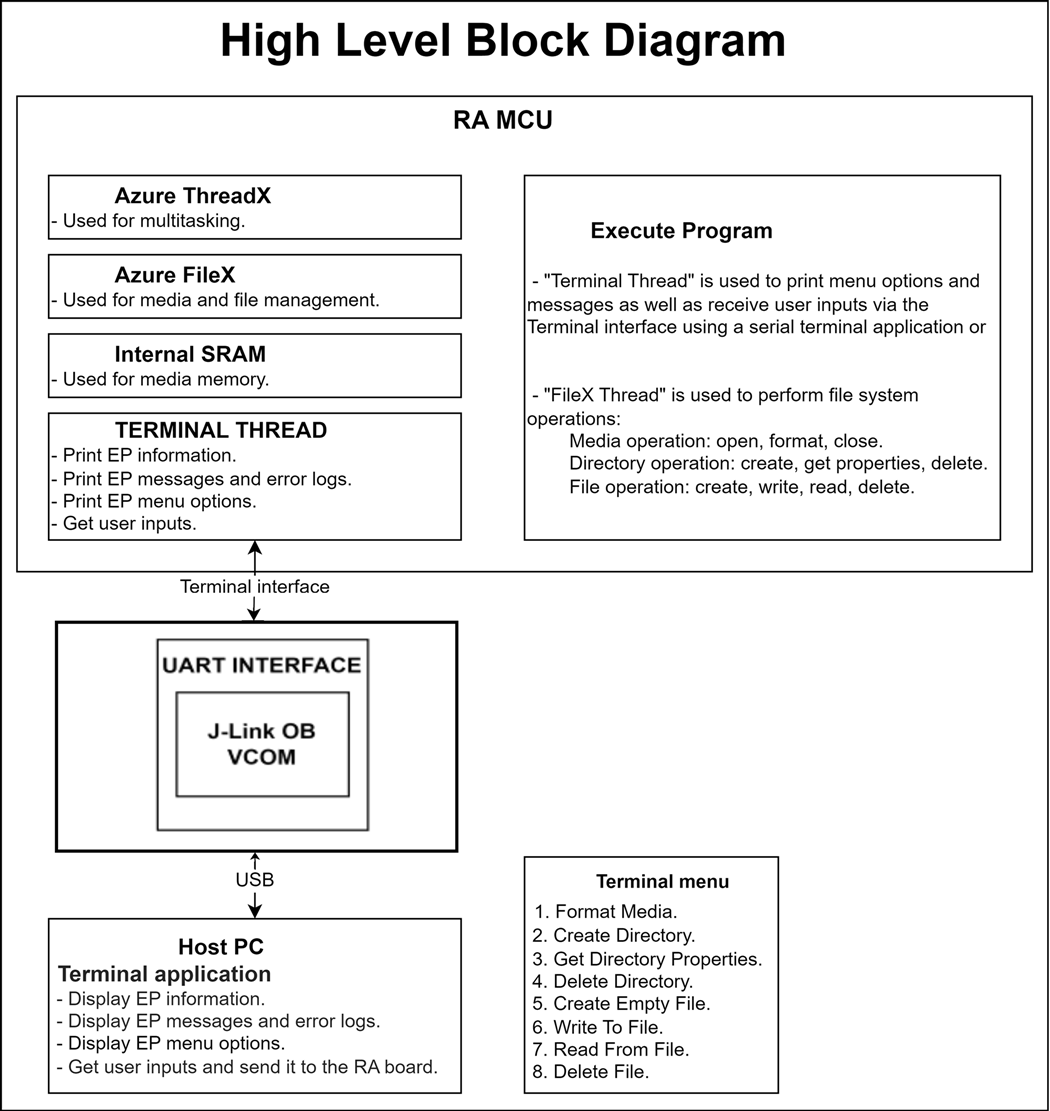 High Level Block Diagram
RA MCU
Azure ThreadX
- Used for multitasking.
Azure FileX
- Used for media and file management.
Internal SRAM
- Used for media memory.
TERMINAL THREAD
- Print EP information.
- Print EP messages and error logs.
- Print EP menu options.
- Get user inputs.
Execute Program
- "Terminal Thread" is used to print menu options and
messages as well as receive user inputs via the
Terminal interface using a serial terminal application or
- "FileX Thread" is used to perform file system
operations:
Media operation: open, format, close.
Directory operation: create, get properties, delete.
File operation: create, write, read, delete.
Terminal interface
UART INTERFACE
J-Link OB
VCOM
USB
Host PC
Terminal application
- Display EP information.
- Display EP messages and error logs.
- Display EP menu options.
- Get user inputs and send it to the RA board.
Terminal menu
1. Format Media.
2. Create Directory.
3. Get Directory Properties.
4. Delete Directory.
5. Create Empty File.
6. Write To File.
7. Read From File.
8. Delete File.